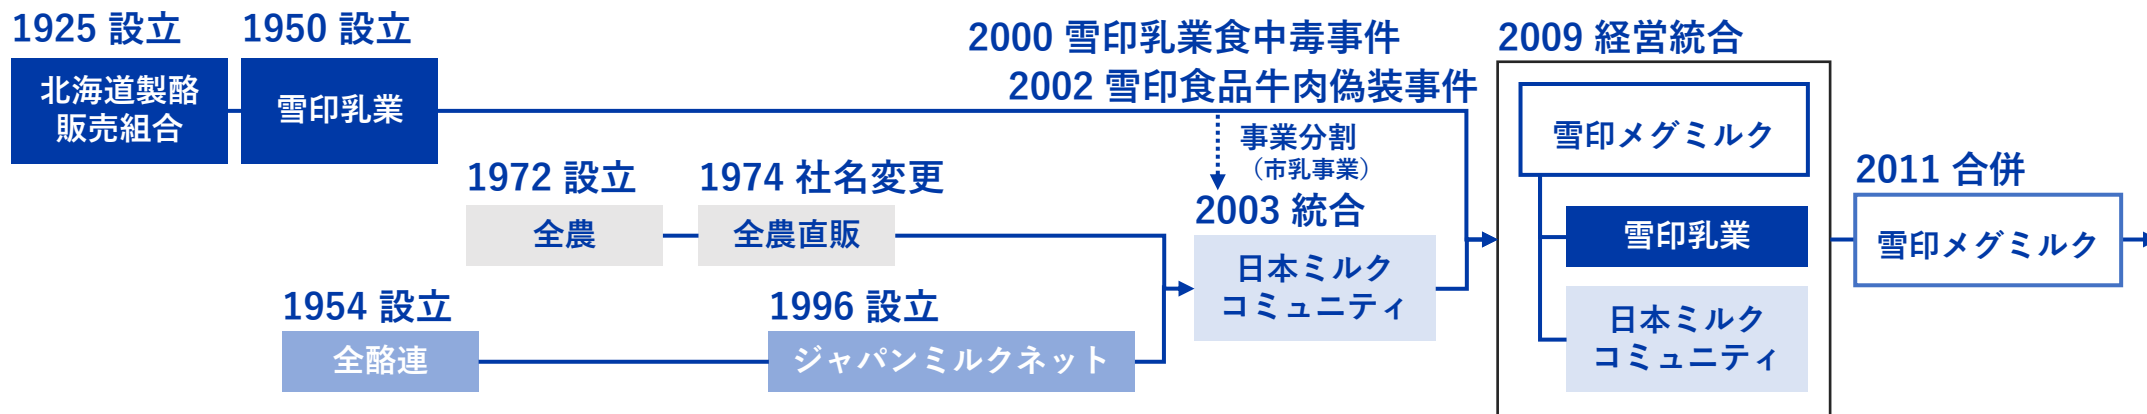 1925 設立
北海道製酪
販売組合
1950 設立
雪印乳業
2000 雪印乳業食中毒事件
2002 雪印食品牛肉偽装事件
事業分割
（市乳事業）
1972 設立
全農
1974 社名変更
全農直販
1954 設立
全酪連
1996 設立
ジャパンミルクネット
2003 統合
日本ミルク
コミュニティ
2009 経営統合
雪印メグミルク
雪印乳業
日本ミルク
コミュニティ
2011 合併
雪印メグミルク